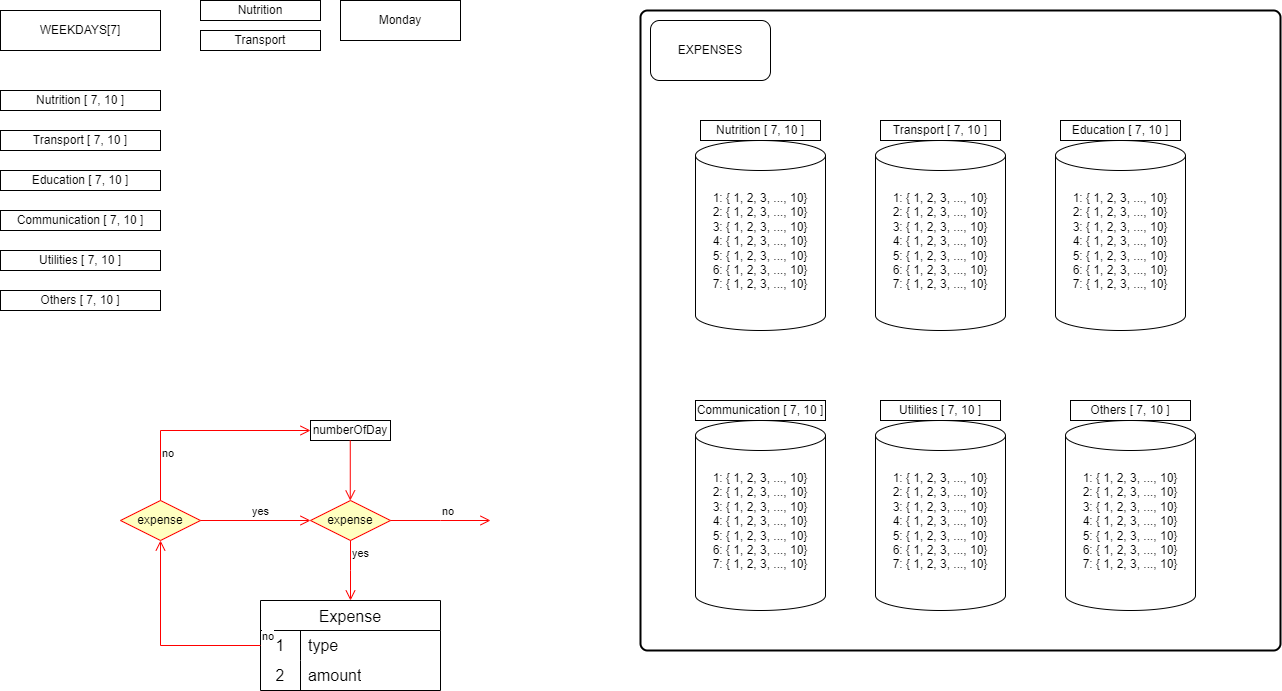 WEEKDAYS[7]
Nutrition
Transport
Monday
Nutrition [ 7, 10 ]
Transport [ 7, 10 ]
Education [ 7, 10 ]
Communication [ 7, 10 ]
Utilities [ 7, 10 ]
Others [ 7, 10 ]
numberOfDay
no
expense
yes
expense
no
yes
Expense
no
1 type
2 amount
EXPENSES
Nutrition [ 7, 10 ]
1: { 1, 2, 3, ..., 10}
2: { 1, 2, 3, ..., 10}
3: { 1, 2, 3, ..., 10}
4: { 1, 2, 3, ..., 10}
5: { 1, 2, 3, ..., 10}
6: { 1, 2, 3, ..., 10}
7: { 1, 2, 3, ..., 10}
Transport [ 7, 10 ]
1: { 1, 2, 3, ..., 10}
2: { 1, 2, 3, ..., 10}
3: { 1, 2, 3, ..., 10}
4: { 1, 2, 3, ..., 10}
5: { 1, 2, 3, ..., 10}
6: { 1, 2, 3, ..., 10}
7: { 1, 2, 3, ..., 10}
Education [ 7, 10 ]
1: { 1, 2, 3, ..., 10}
2: { 1, 2, 3, ..., 10}
3: { 1, 2, 3, ..., 10}
4: { 1, 2, 3, ..., 10}
5: { 1, 2, 3, ..., 10}
6: { 1, 2, 3, ..., 10}
7: { 1, 2, 3, ..., 10}
Communication [ 7, 10 ]
1: { 1, 2, 3, ..., 10}
2: { 1, 2, 3, ..., 10}
3: { 1, 2, 3, ..., 10}
4: { 1, 2, 3, ..., 10}
5: { 1, 2, 3, ..., 10}
6: { 1, 2, 3, ..., 10}
7: { 1, 2, 3, ..., 10}
Utilities [ 7, 10 ]
1: { 1, 2, 3, ..., 10}
2: { 1, 2, 3, ..., 10}
3: { 1, 2, 3, ..., 10}
4: { 1, 2, 3, ..., 10}
5: { 1, 2, 3, ..., 10}
6: { 1, 2, 3, ..., 10}
7: { 1, 2, 3, ..., 10}
Others [ 7, 10 ]
1: { 1, 2, 3, ..., 10}
2: { 1, 2, 3, ..., 10}
3: { 1, 2, 3, ..., 10}
4: { 1, 2, 3, ..., 10}
5: { 1, 2, 3, ..., 10}
6: { 1, 2, 3, ..., 10}
7: { 1, 2, 3, ..., 10}